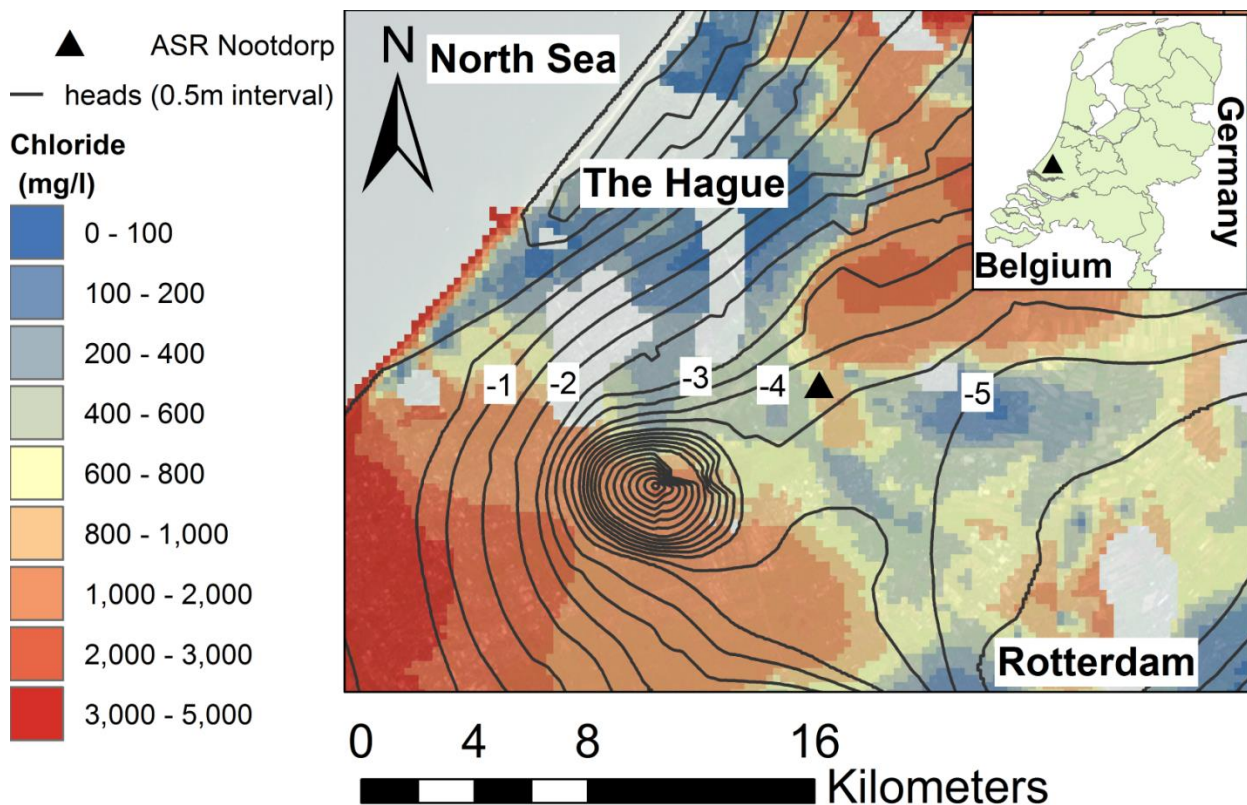 ASR Nootdorp
heads (0.5m interval)
Chloride
(mg/l)
0 - 100
100 - 200
200 - 400
400 - 600
600 - 800
800 - 1,000
1,000 - 2,000
2,000 - 3,000
3,000 - 5,000
N
North Sea
The Hague
-1
-2
-3
-4
-5
Rotterdam
Germany
Belgium
0 4 8 16
Kilometers